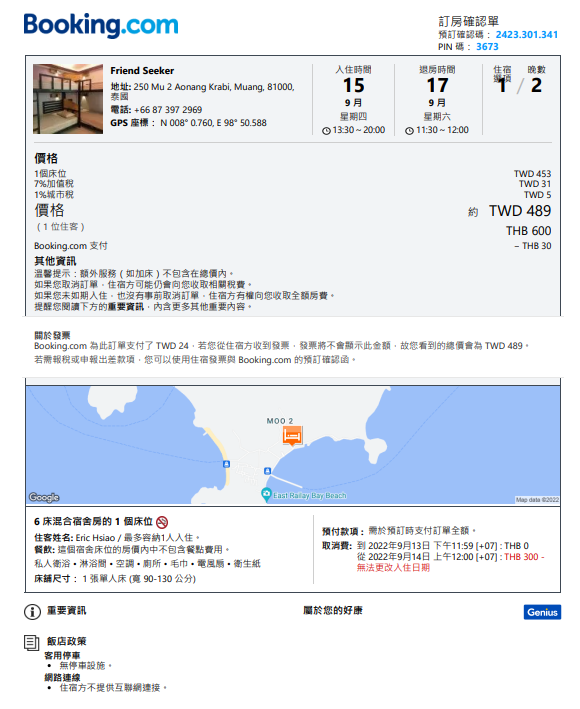 Booking.com
訂房確認單
預訂確認碼： 2423.301.341
PIN 碼： 3673
Friend Seeker
地址: 250 Mu 2 Aonang Krabi, Muang, 81000,
泰國
電話: +66 87 397 2969
GPS 座標： N 008° 0.760, E 98° 50.588
入住時間
15
9 月
星期四
13:30 ~ 20:00
退房時間
17
9 月
星期六
11:30 ~ 12:00
住宿選項
晚數
1 / 2
價格
1個床位 TWD 453
7%加值稅 TWD 31
1%城市稅 TWD 5
價格 約 TWD 489
（1 位住客） THB 600
Booking.com 支付 – THB 30
其他資訊
溫馨提示：額外服務（如加床）不包含在總價內。
如果您取消訂單，住宿方可能仍會向您收取相關稅費。
如果您未如期入住，也沒有事前取消訂單，住宿方有權向您收取全額房費。
提醒您閱讀下方的重要資訊，內含更多其他重要內容。
關於發票
Booking.com 為此訂單支付了 TWD 24，若您從住宿方收到發票，發票將不會顯示此金額，故您看到的總價會為 TWD 489。
若需報稅或申報出差款項，您可以使用住宿發票與 Booking.com 的預訂確認函。
MOO 2
East Railay Bay Beach
Google
Map data ©2022
6 床混合宿舍房的 1 個床位
住客姓名: Eric Hsiao / 最多容納1人入住。
餐飲: 這個宿舍床位的房價內中不包含餐點費用。
私人衛浴 • 淋浴間 • 空調 • 廁所 • 毛巾 • 電風扇 • 衛生紙
床舖尺寸： 1 張單人床 (寬 90-130 公分)
預付款項： 需於預訂時支付訂單全額。
取消費: 到 2022年9月13日 下午11:59 [+07] : THB 0
從 2022年9月14日 上午12:00 [+07] : THB 300 -
無法更改入住日期
重要資訊
屬於您的好康
Genius
飯店政策
客用停車
• 無停車設施。
網路連線
• 住宿方不提供互聯網連接。